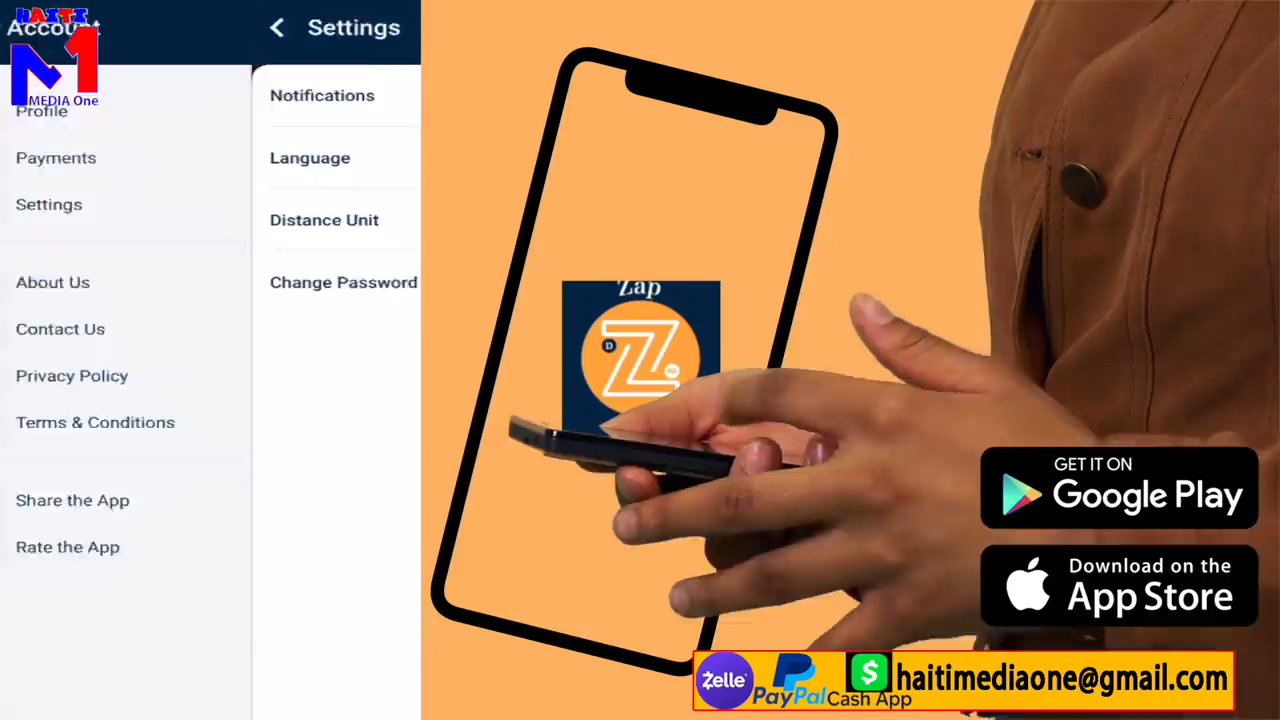 HAITI
MEDIA One
Account
Profile
Payments
Settings
About Us
Contact Us
Privacy Policy
Terms & Conditions
Share the App
Rate the App
Settings
Notifications
Language
Distance Unit
Change Password
Zap
D
Z
GET IT ON
Google Play
Download on the
App Store
Zelle
PayPal
$
Cash App
haitimediaone@gmail.com